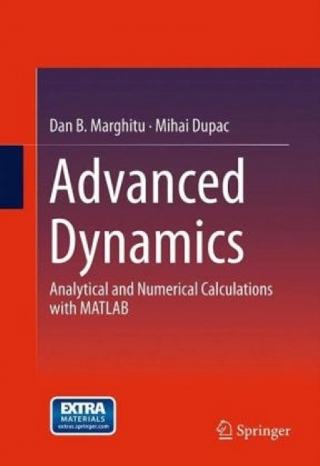 Dan B. Marghitu · Mihai Dupac
Advanced
Dynamics
Analytical and Numerical Calculations
with MATLAB
EXTRA
MATERIALS
extras.springer.com
Springer